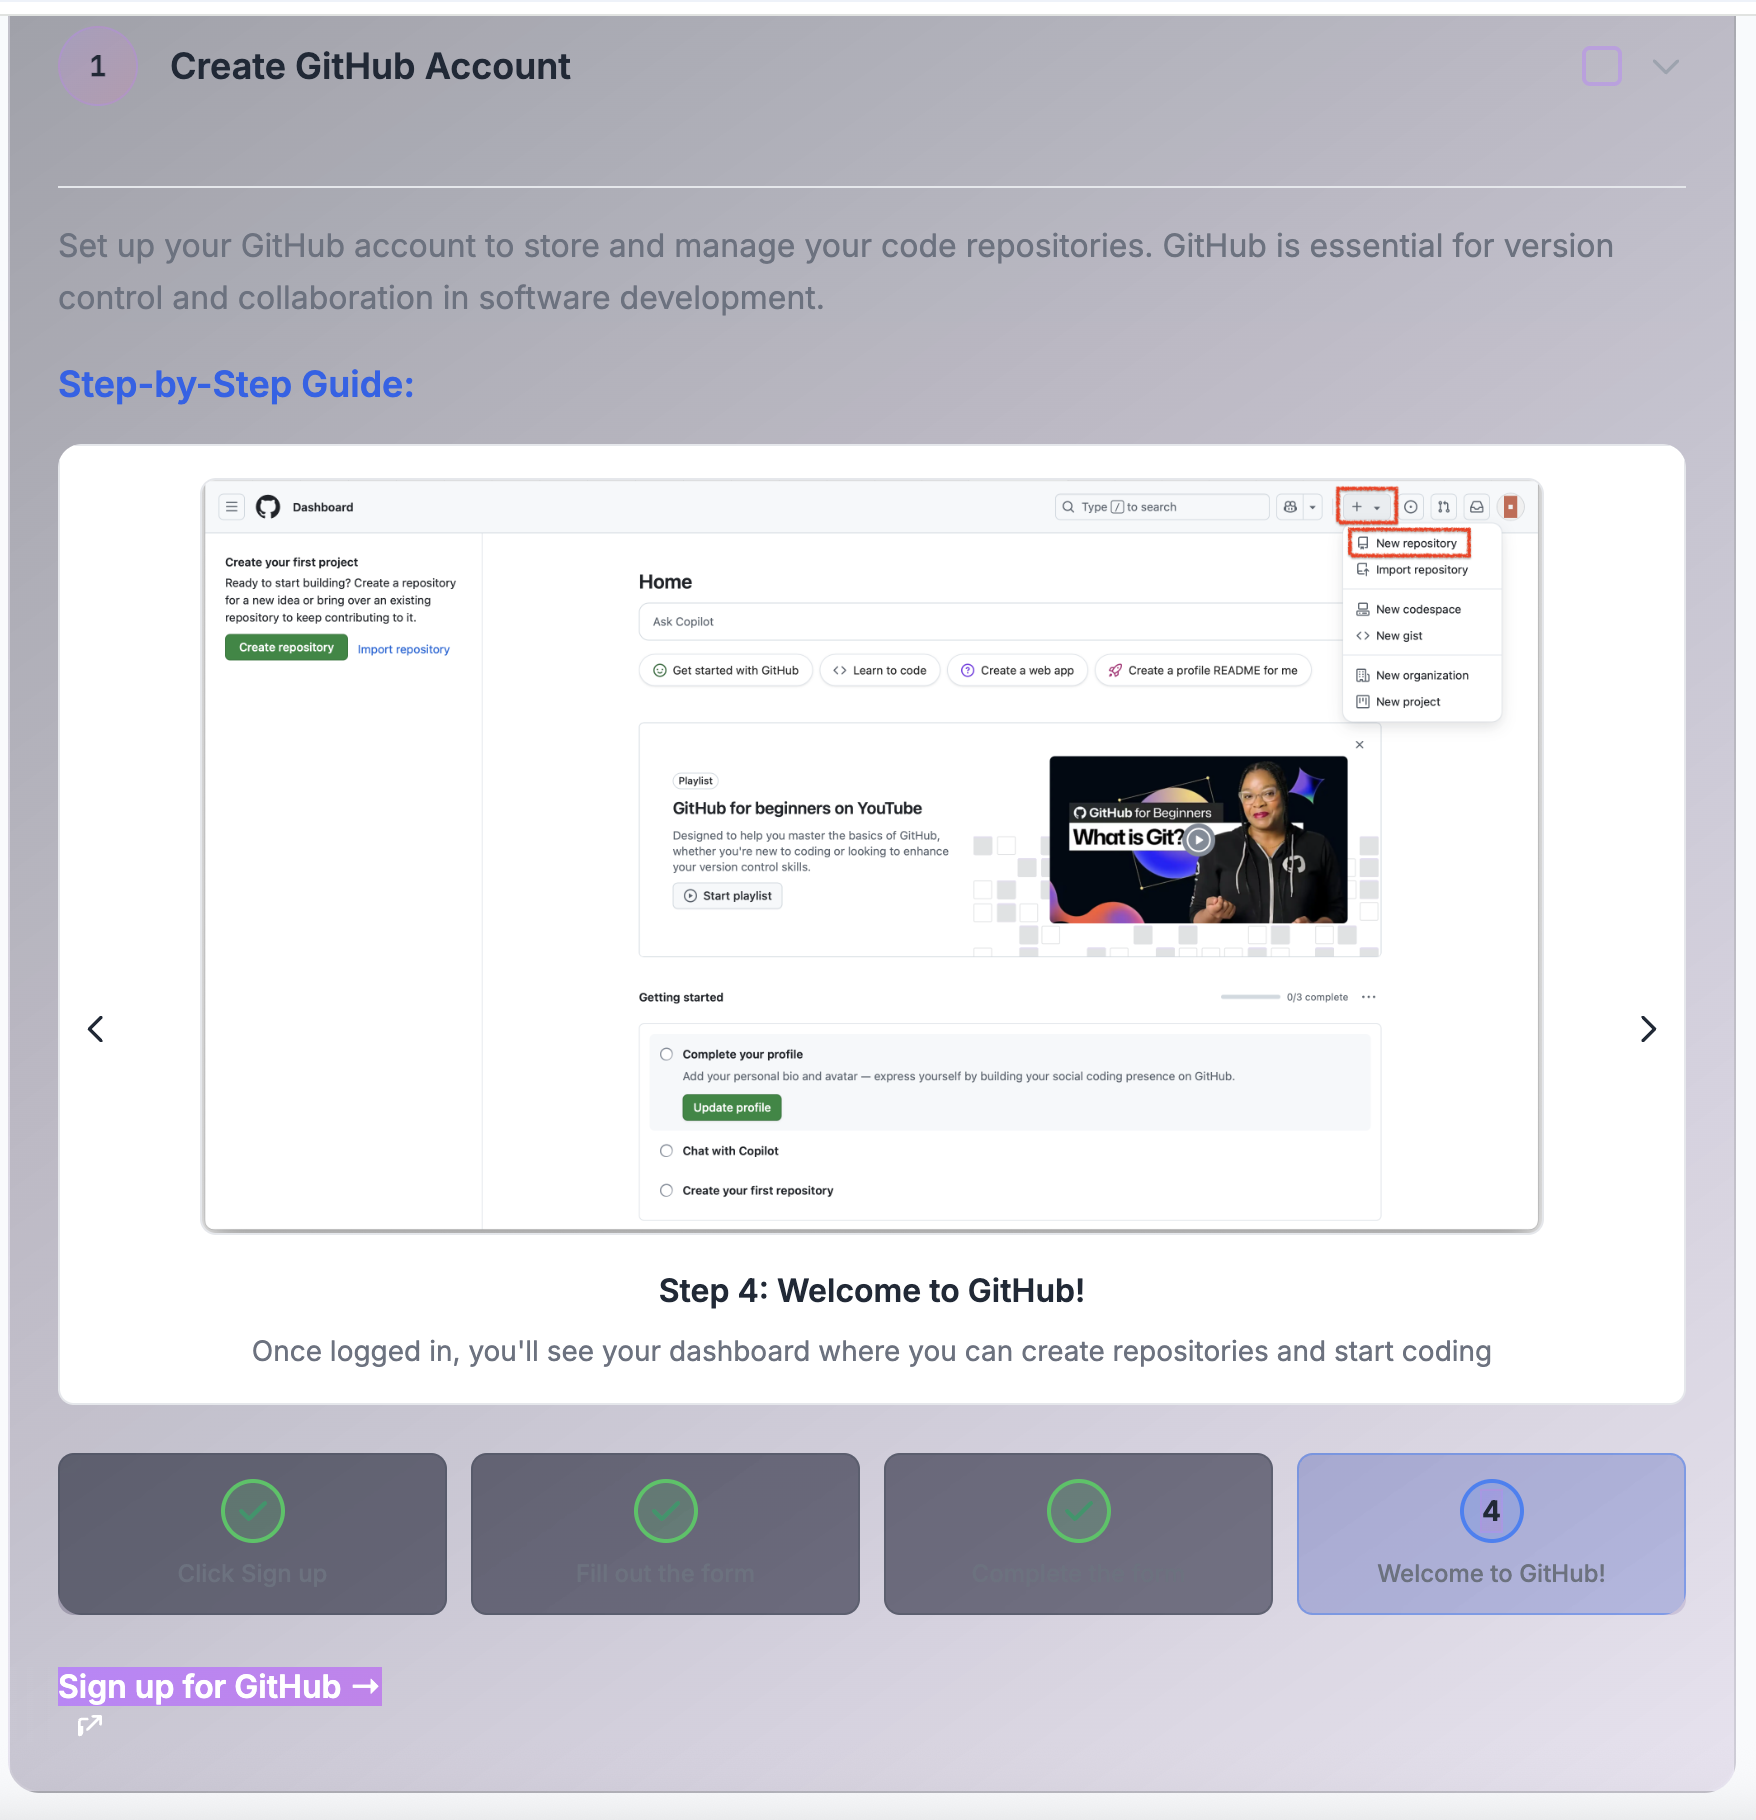 1
Create GitHub Account
Set up your GitHub account to store and manage your code repositories. GitHub is essential for version
control and collaboration in software development.
Step-by-Step Guide:
Dashboard
Type / to search
Create your first project
Ready to start building? Create a repository
for a new idea or bring over an existing
repository to keep contributing to it.
Create repository
Import repository
Home
Ask Copilot
Get started with GitHub
Learn to code
Create a web app
Create a profile README for me
New repository
Import repository
New codespace
New gist
New organization
New project
Playlist
GitHub for beginners on YouTube
Designed to help you master the basics of GitHub,
whether you're new to coding or looking to enhance
your version control skills.
Start playlist
GitHub for Beginners
What is Git?
Getting started
0/3 complete
Complete your profile
Add your personal bio and avatar — express yourself by building your social coding presence on GitHub.
Update profile
Chat with Copilot
Create your first repository
Step 4: Welcome to GitHub!
Once logged in, you'll see your dashboard where you can create repositories and start coding
Click Sign up
Fill out the form
Complete the
4
Welcome to GitHub!
Sign up for GitHub →